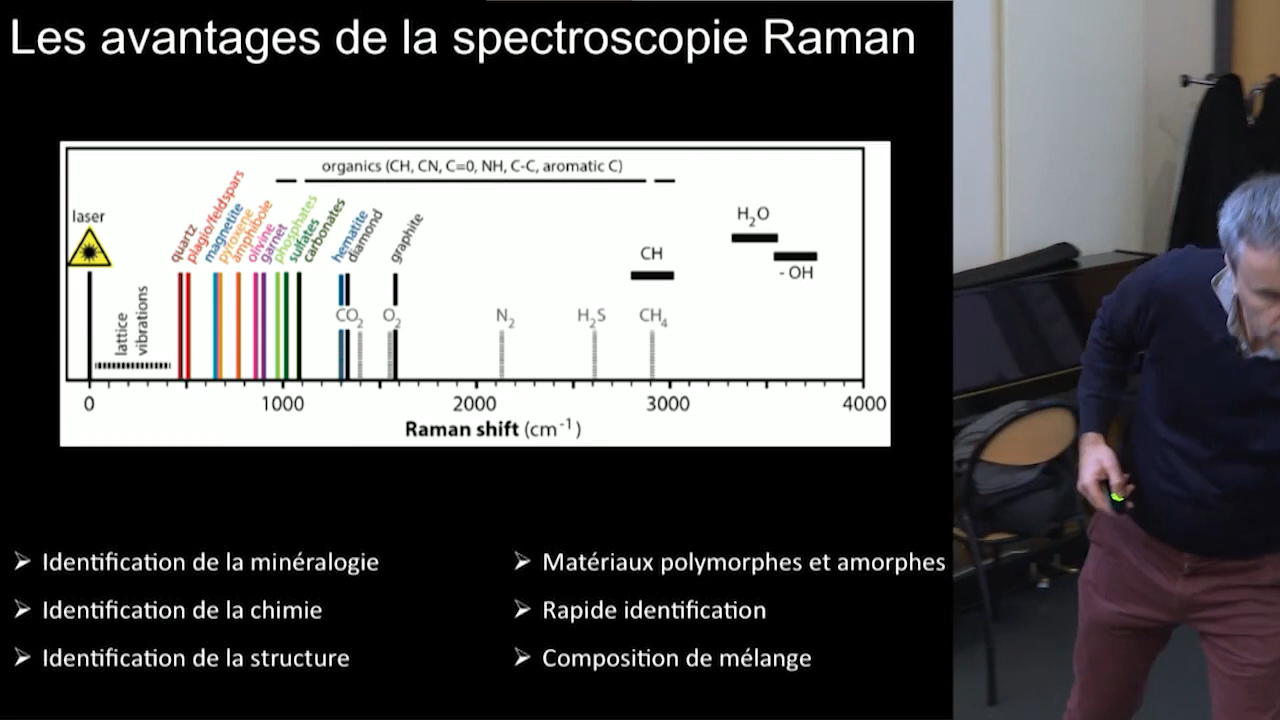 Les avantages de la spectroscopie Raman
organics (CH, CN, C=0, NH, C-C, aromatic C)
laser
lattice
vibrations
quartz
plagio/feldspars
magnetite
pyroxene
amphibole
olivine
garnet
phosphates
sulfates
carbonates
hematite
diamond
graphite
CO2
O2
N2
H2S
CH4
CH
H2O
- OH
0
1000
2000
3000
4000
Raman shift (cm-1)
➢ Identification de la minéralogie
➢ Identification de la chimie
➢ Identification de la structure
➢ Matériaux polymorphes et amorphes
➢ Rapide identification
➢ Composition de mélange